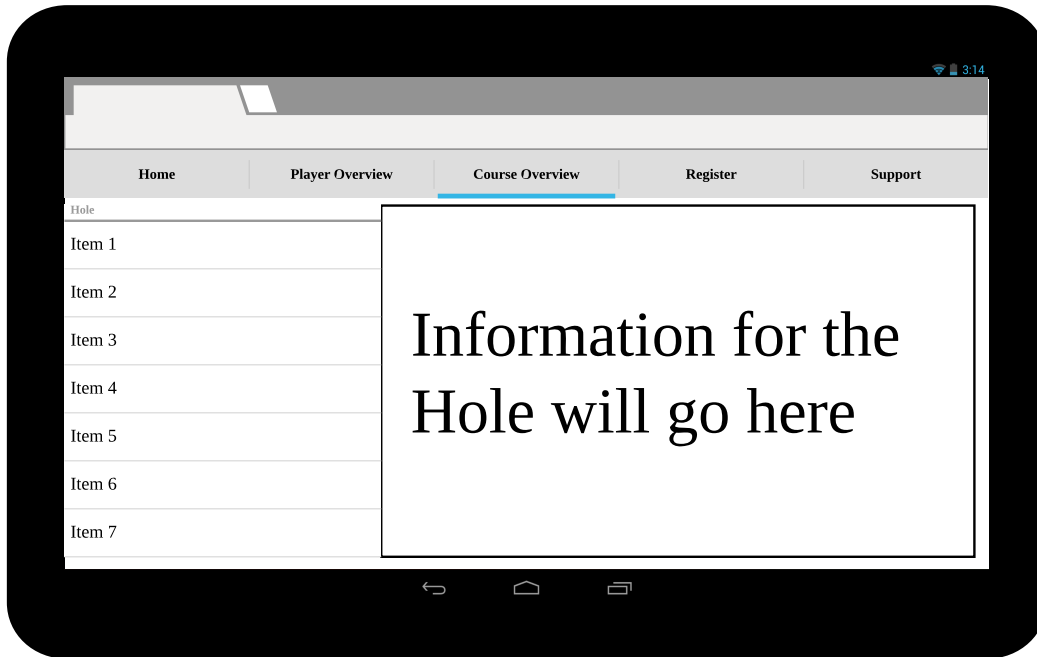 3:14
Home Player Overview Course Overview Register Support
Hole
Item 1
Item 2
Item 3
Item 4
Item 5
Item 6
Item 7
Information for the
Hole will go here